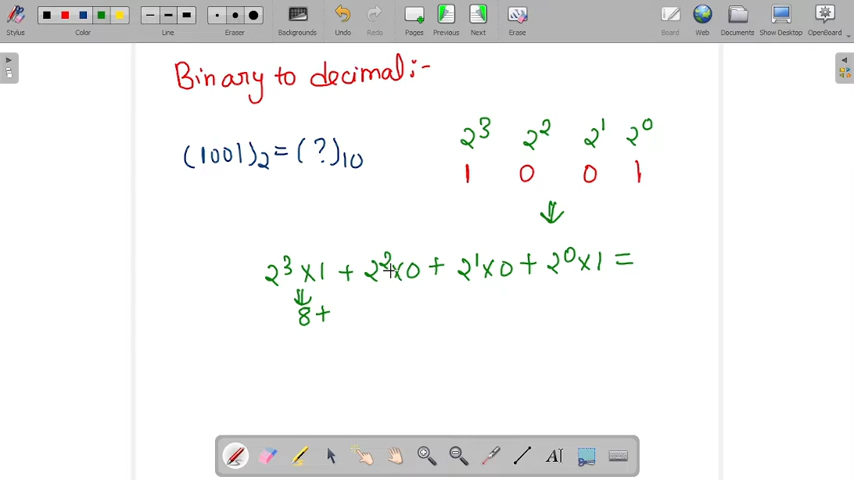 Stylus
Color
Line
Eraser
Backgrounds
Undo
Pages
Previous
Next
Erase
Board
Web
Documents
Show Desktop
OpenBoard
Binary to decimal:-
(1001)₂ = (?)₁₀
2³ 2² 2¹ 2⁰
1 0 0 1
⇓
2³×1 + 2²×0 + 2¹×0 + 2⁰×1 =
⇓
8+